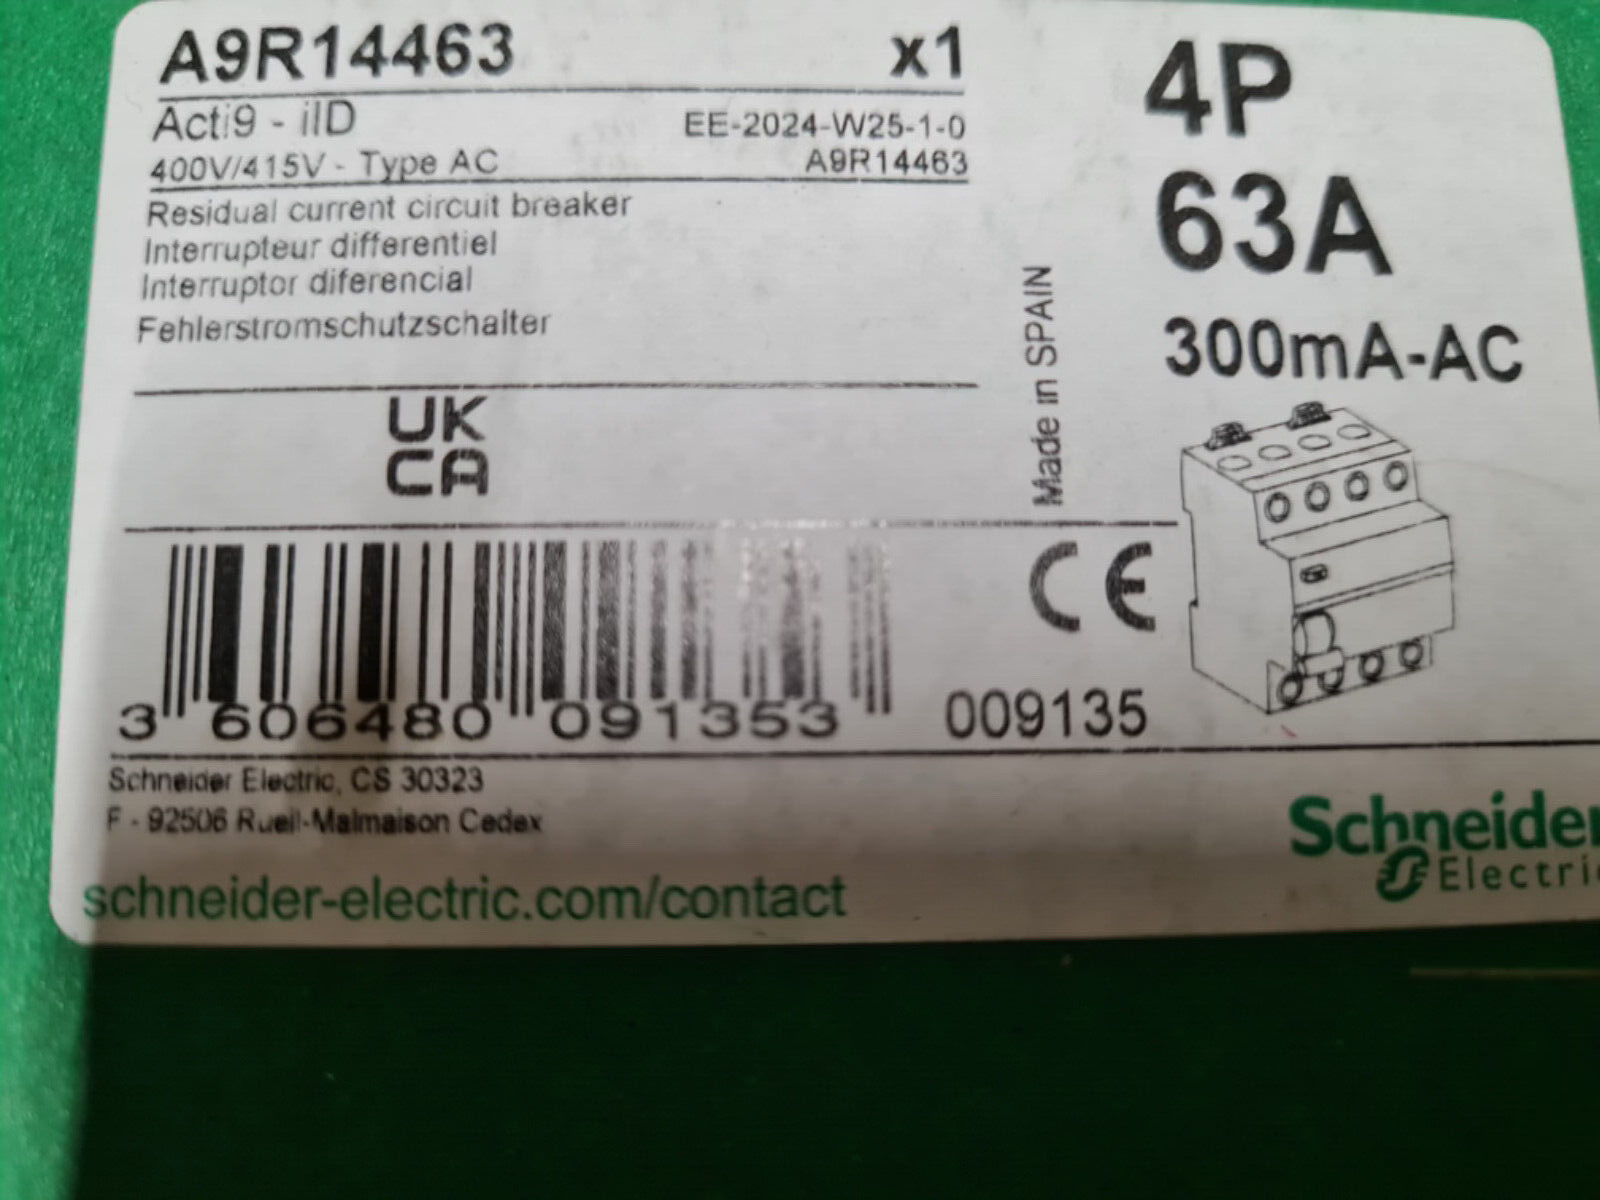 A9R14463 x1
Acti9 - iID EE-2024-W25-1-0
400V/415V - Type AC A9R14463
Residual current circuit breaker
Interrupteur differentiel
Interruptor diferencial
Fehlerstromschutzschalter
UK
CA
Made in SPAIN
4P
63A
300mA-AC
CE
3 606480 091353 009135
Schneider Electric, CS 30323
F - 92506 Rueil-Malmaison Cedex
schneider-electric.com/contact
Schneider
Electric